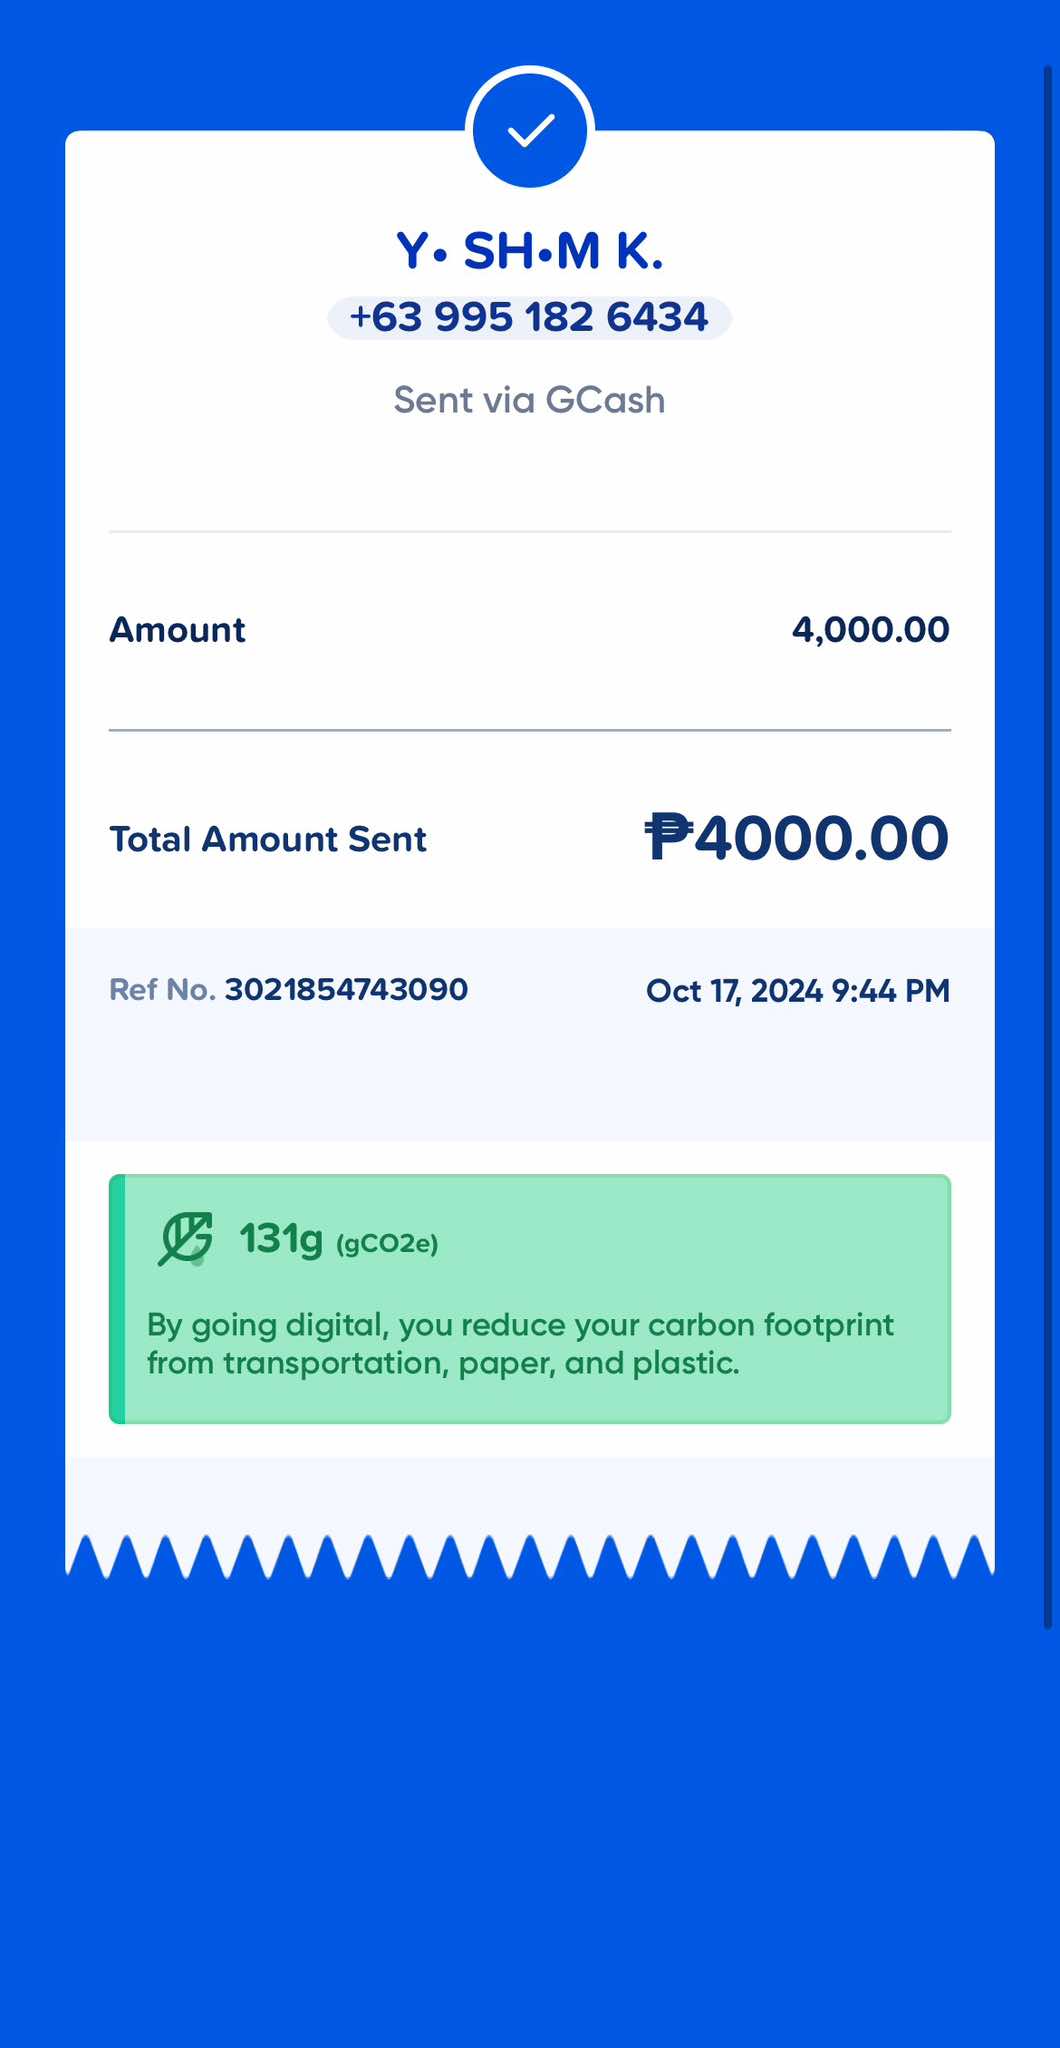 Y• SH•M K.
+63 995 182 6434
Sent via GCash
Amount 4,000.00
Total Amount Sent ₱4000.00
Ref No. 3021854743090 Oct 17, 2024 9:44 PM
131g (gCO2e)
By going digital, you reduce your carbon footprint
from transportation, paper, and plastic.